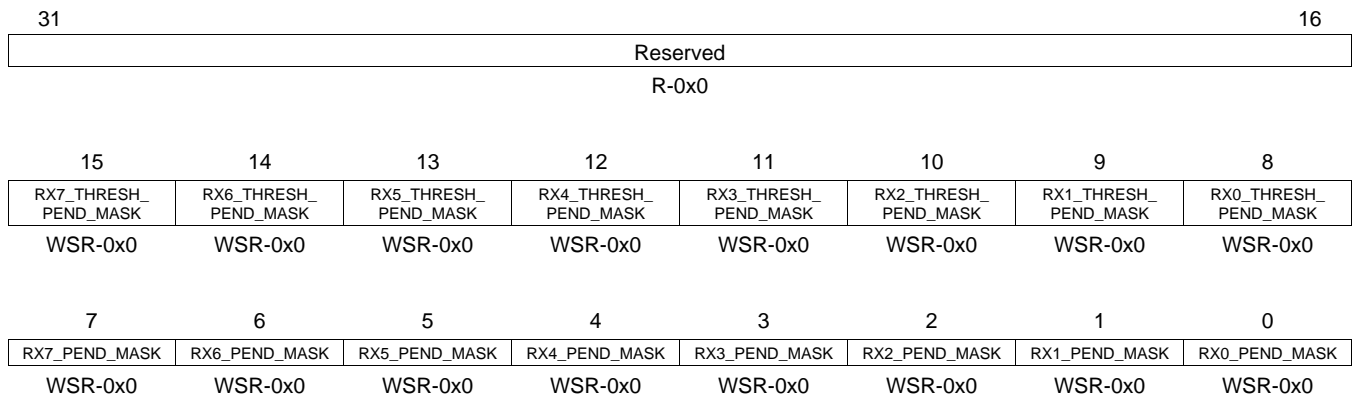 31 16
Reserved
R-0x0
15 14 13 12 11 10 9 8
RX7_THRESH_ RX6_THRESH_ RX5_THRESH_ RX4_THRESH_ RX3_THRESH_ RX2_THRESH_ RX1_THRESH_ RX0_THRESH_
PEND_MASK PEND_MASK PEND_MASK PEND_MASK PEND_MASK PEND_MASK PEND_MASK PEND_MASK
WSR-0x0 WSR-0x0 WSR-0x0 WSR-0x0 WSR-0x0 WSR-0x0 WSR-0x0 WSR-0x0
7 6 5 4 3 2 1 0
RX7_PEND_MASK RX6_PEND_MASK RX5_PEND_MASK RX4_PEND_MASK RX3_PEND_MASK RX2_PEND_MASK RX1_PEND_MASK RX0_PEND_MASK
WSR-0x0 WSR-0x0 WSR-0x0 WSR-0x0 WSR-0x0 WSR-0x0 WSR-0x0 WSR-0x0